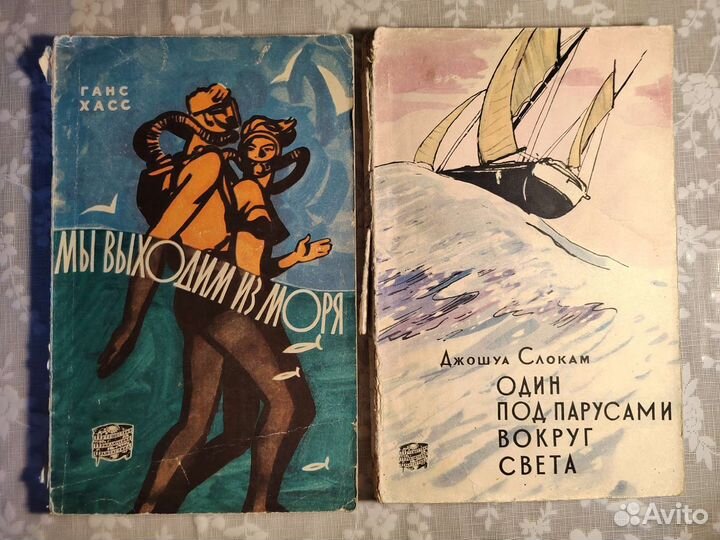 ГАНС
ХАСС
МЫ ВЫХОДИМ ИЗ МОРЯ
Джошуа Слокам
ОДИН
ПОД ПАРУСАМИ
ВОКРУГ
СВЕТА
Avito